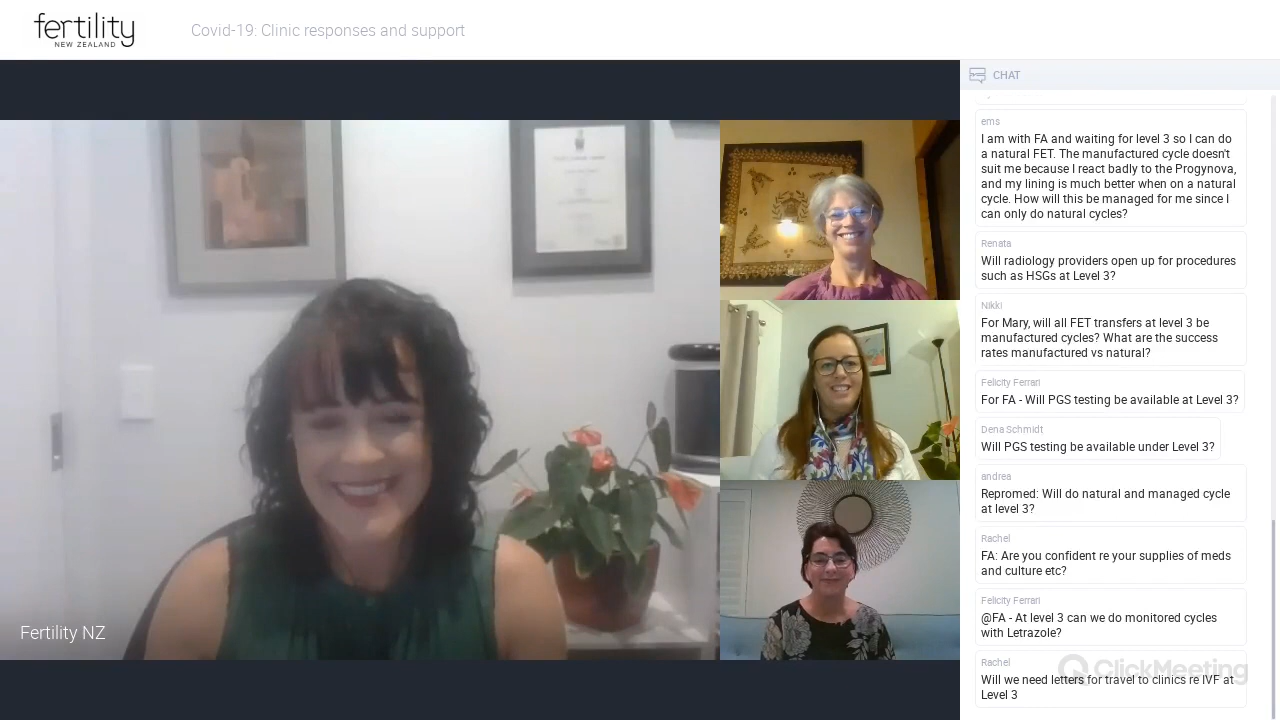 fertility
NEW ZEALAND
Covid-19: Clinic responses and support
CHAT
ems
I am with FA and waiting for level 3 so I can do
a natural FET. The manufactured cycle doesn't
suit me because I react badly to the Progynova,
and my lining is much better when on a natural
cycle. How will this be managed for me since I
can only do natural cycles?
Renata
Will radiology providers open up for procedures
such as HSGs at Level 3?
Nikki
For Mary, will all FET transfers at level 3 be
manufactured cycles? What are the success
rates manufactured vs natural?
Felicity Ferrari
For FA - Will PGS testing be available at Level 3?
Dena Schmidt
Will PGS testing be available under Level 3?
andrea
Repromed: Will do natural and managed cycle
at level 3?
Rachel
FA: Are you confident re your supplies of meds
and culture etc?
Felicity Ferrari
@FA - At level 3 can we do monitored cycles
with Letrazole?
Rachel
Will we need letters for travel to clinics re IVF at
Level 3
ClickMeeting
Fertility NZ